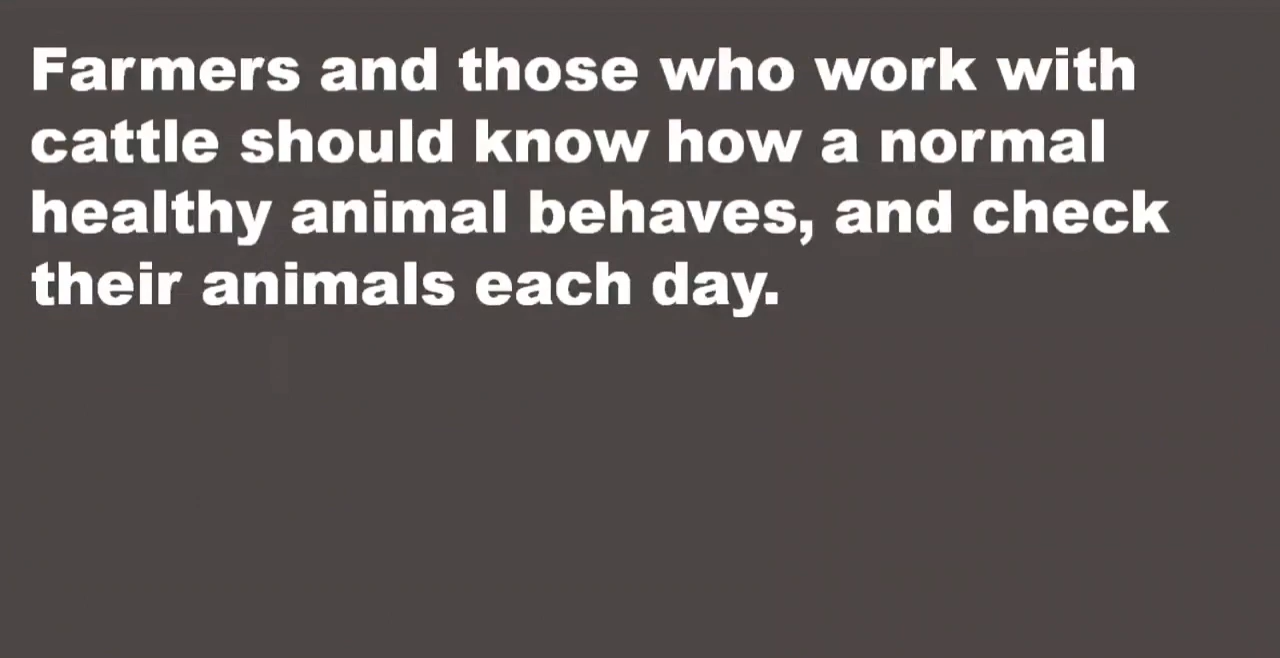 Farmers and those who work with
cattle should know how a normal
healthy animal behaves, and check
their animals each day.